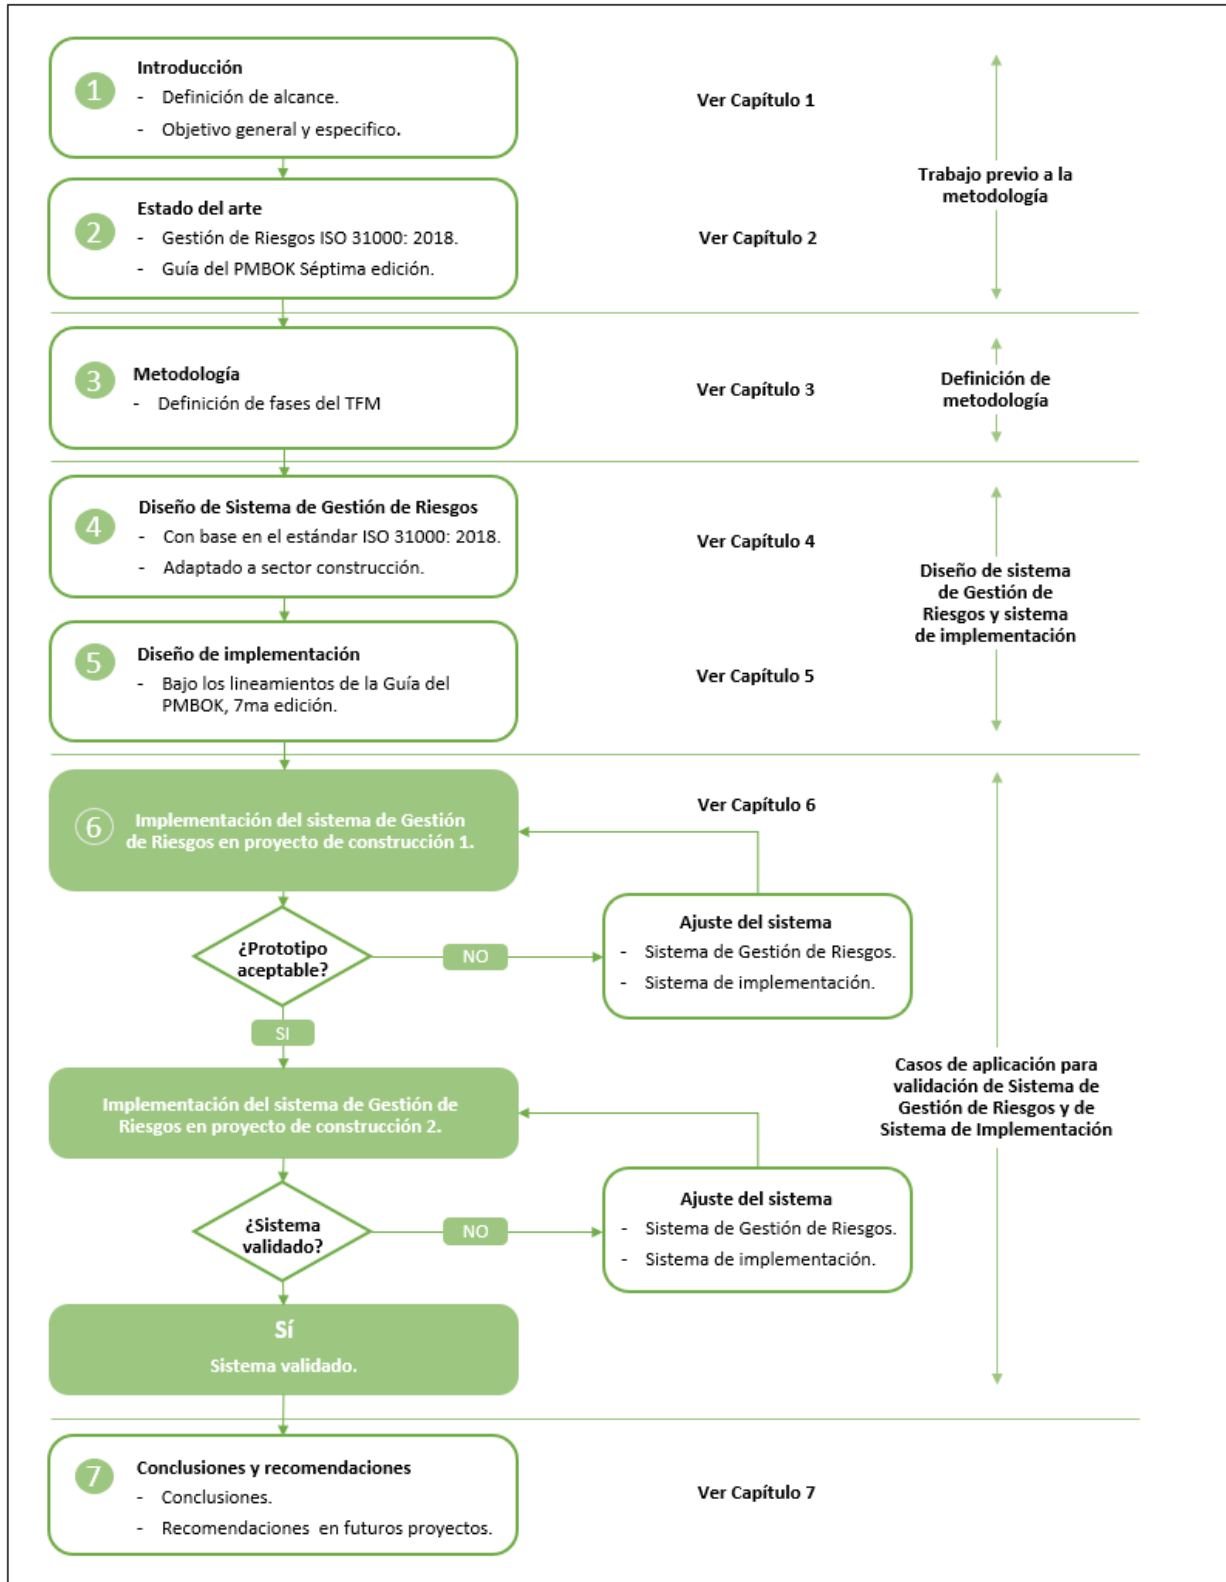 1
Introducción
- Definición de alcance.
- Objetivo general y especifico.
Ver Capítulo 1
Trabajo previo a la
metodología
2
Estado del arte
- Gestión de Riesgos ISO 31000: 2018.
- Guía del PMBOK Séptima edición.
Ver Capítulo 2
3
Metodología
- Definición de fases del TFM
Ver Capítulo 3
Definición de
metodología
4
Diseño de Sistema de Gestión de Riesgos
- Con base en el estándar ISO 31000: 2018.
- Adaptado a sector construcción.
Ver Capítulo 4
Diseño de sistema
de Gestión de
Riesgos y sistema
de implementación
5
Diseño de implementación
- Bajo los lineamientos de la Guía del
PMBOK, 7ma edición.
Ver Capítulo 5
6
Implementación del sistema de Gestión
de Riesgos en proyecto de construcción 1.
Ver Capítulo 6
¿Prototipo
aceptable?
NO
Ajuste del sistema
- Sistema de Gestión de Riesgos.
- Sistema de implementación.
SI
Implementación del sistema de Gestión de
Riesgos en proyecto de construcción 2.
Casos de aplicación para
validación de Sistema de
Gestión de Riesgos y de
Sistema de Implementación
¿Sistema
validado?
NO
Ajuste del sistema
- Sistema de Gestión de Riesgos.
- Sistema de implementación.
Sí
Sistema validado.
7
Conclusiones y recomendaciones
- Conclusiones.
- Recomendaciones en futuros proyectos.
Ver Capítulo 7